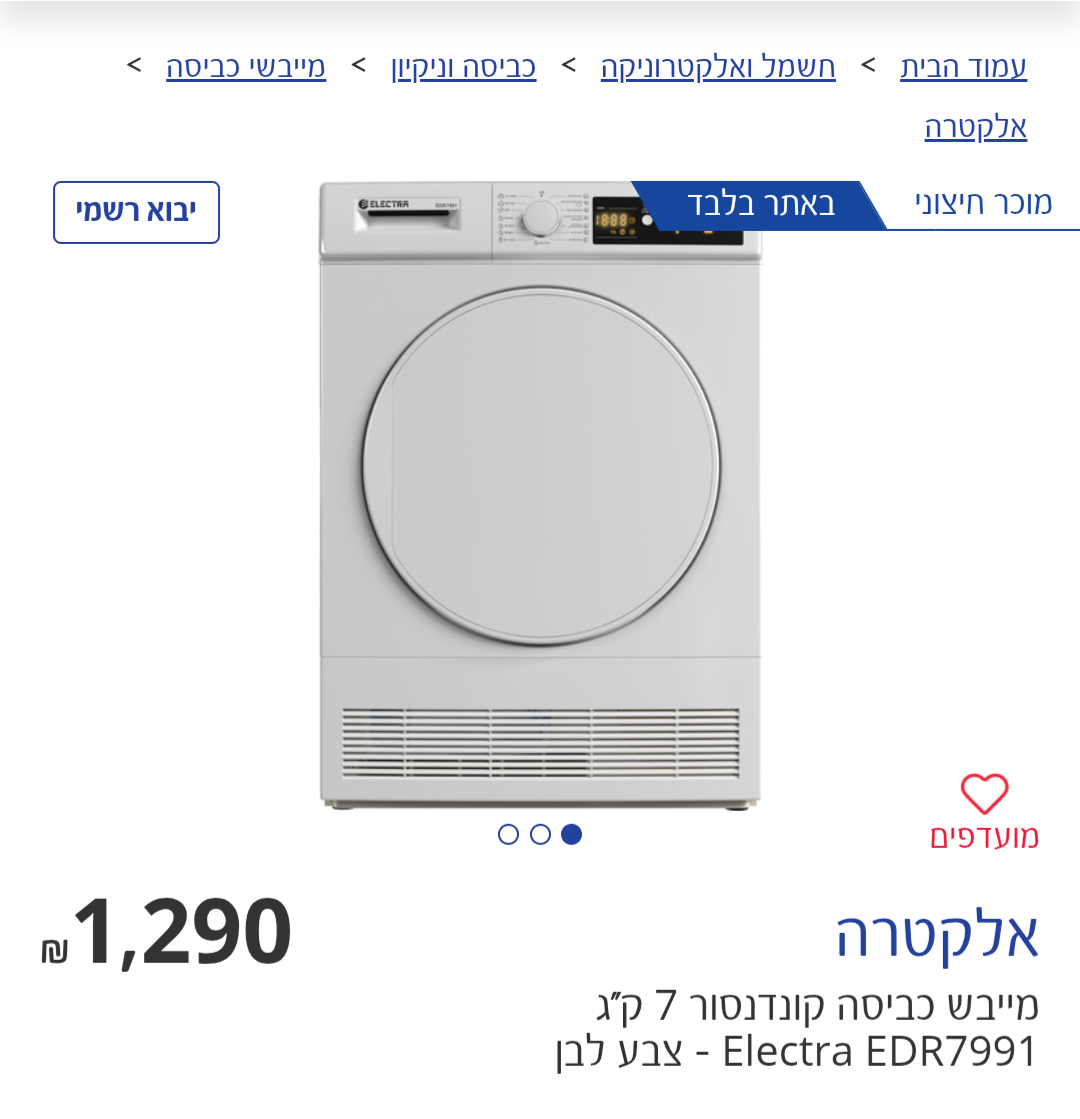 עמוד הבית > חשמל ואלקטרוניקה > כביסה וניקיון > מייבשי כביסה >
אלקטרה
מוכר חיצוני באתר בלבד
יבוא רשמי
ELECTRA EDR7991
מועדפים
אלקטרה
1,290 ₪
מייבש כביסה קונדנסור 7 ק״ג
Electra EDR7991 - צבע לבן